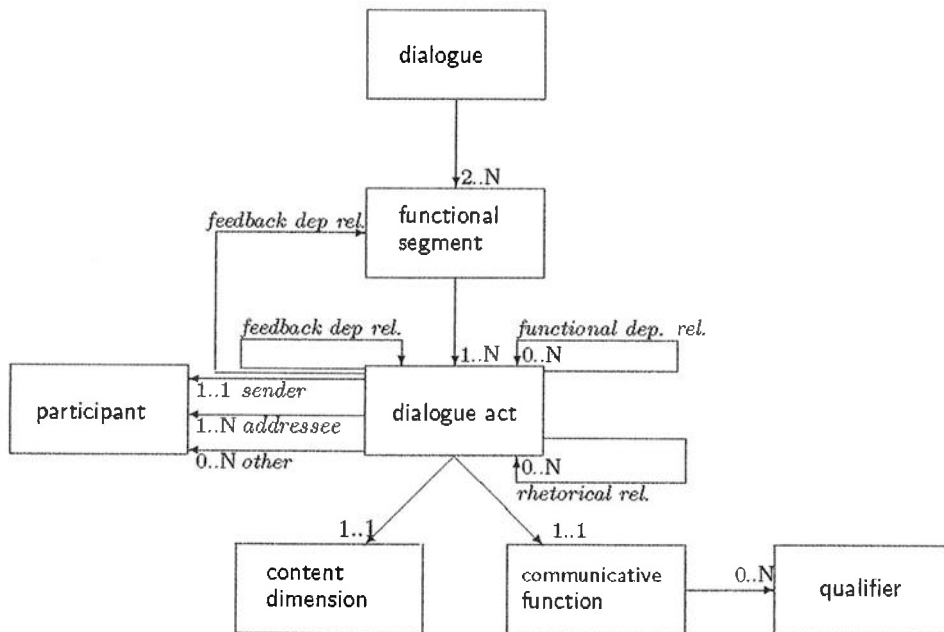 dialogue
2..N
feedback dep rel.
functional
segment
feedback dep rel.
functional dep. rel.
1..N
0..N
participant
1..1 sender
1..N addressee
0..N other
dialogue act
0..N
rhetorical rel.
1..1
1..1
content
dimension
communicative
function
0..N
qualifier